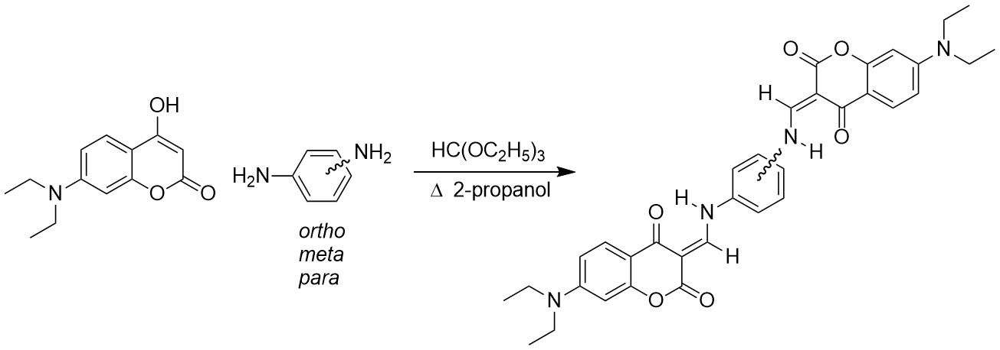 OH
N
O
O
H₂N
NH₂
ortho
meta
para
HC(OC₂H₅)₃
Δ 2-propanol
O
O
N
H
O
N
H
H
N
O
H
N
O
O